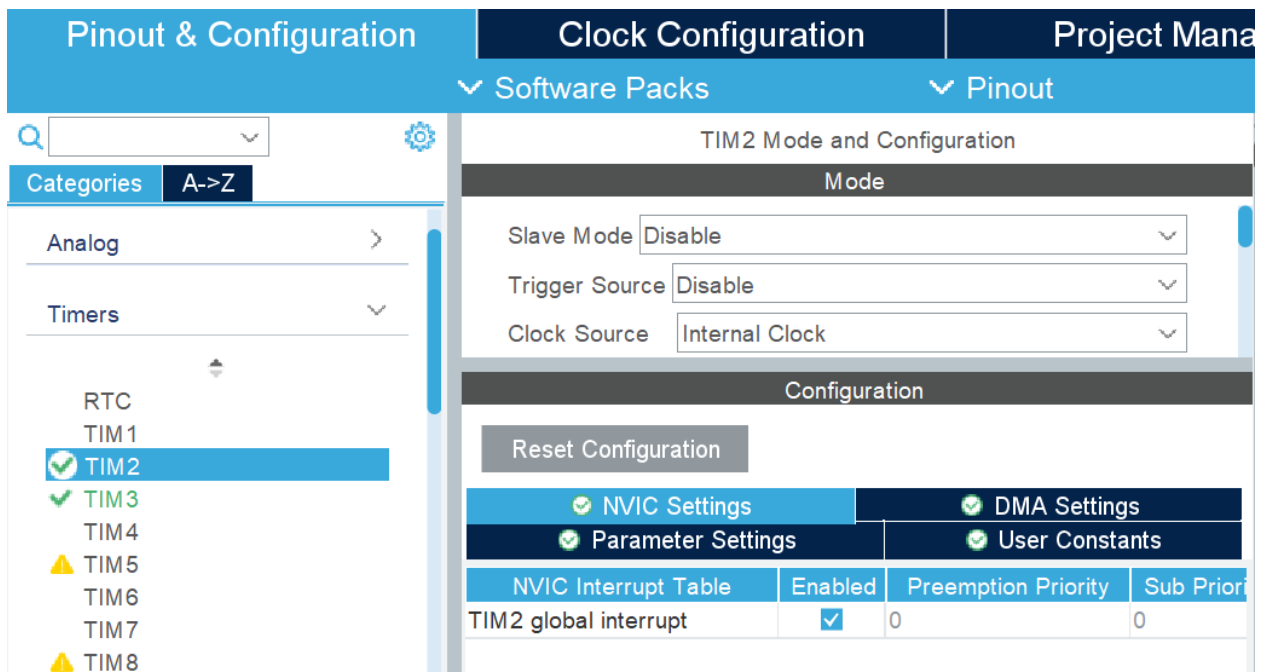 Pinout & Configuration
Clock Configuration
Project Mana
Software Packs
Pinout
Categories
A->Z
Analog
Timers
RTC
TIM1
TIM2
TIM3
TIM4
TIM5
TIM6
TIM7
TIM8
TIM2 Mode and Configuration
Mode
Slave Mode Disable
Trigger Source Disable
Clock Source Internal Clock
Configuration
Reset Configuration
NVIC Settings
DMA Settings
Parameter Settings
User Constants
NVIC Interrupt Table Enabled Preemption Priority Sub Priori
TIM2 global interrupt 0 0